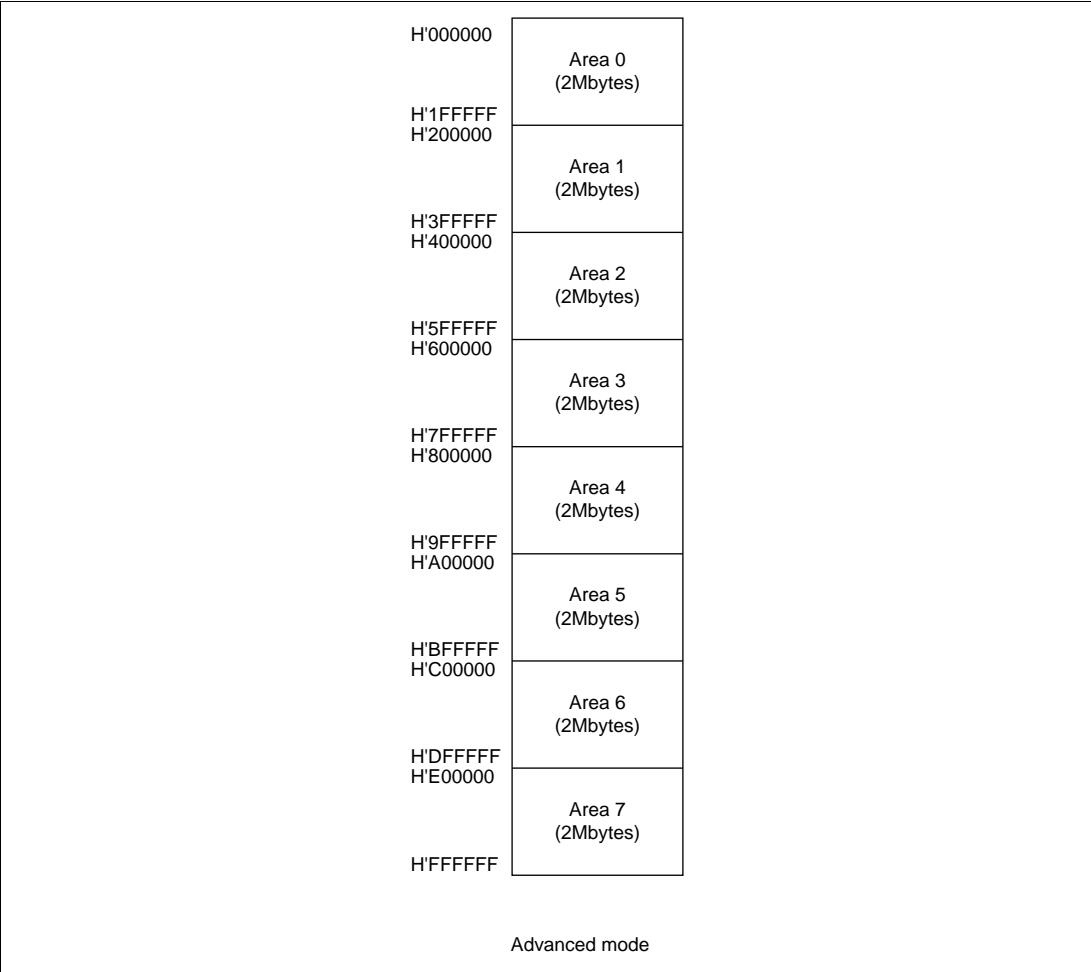 H'000000
Area 0
(2Mbytes)
H'1FFFFF
H'200000
Area 1
(2Mbytes)
H'3FFFFF
H'400000
Area 2
(2Mbytes)
H'5FFFFF
H'600000
Area 3
(2Mbytes)
H'7FFFFF
H'800000
Area 4
(2Mbytes)
H'9FFFFF
H'A00000
Area 5
(2Mbytes)
H'BFFFFF
H'C00000
Area 6
(2Mbytes)
H'DFFFFF
H'E00000
Area 7
(2Mbytes)
H'FFFFFF
Advanced mode